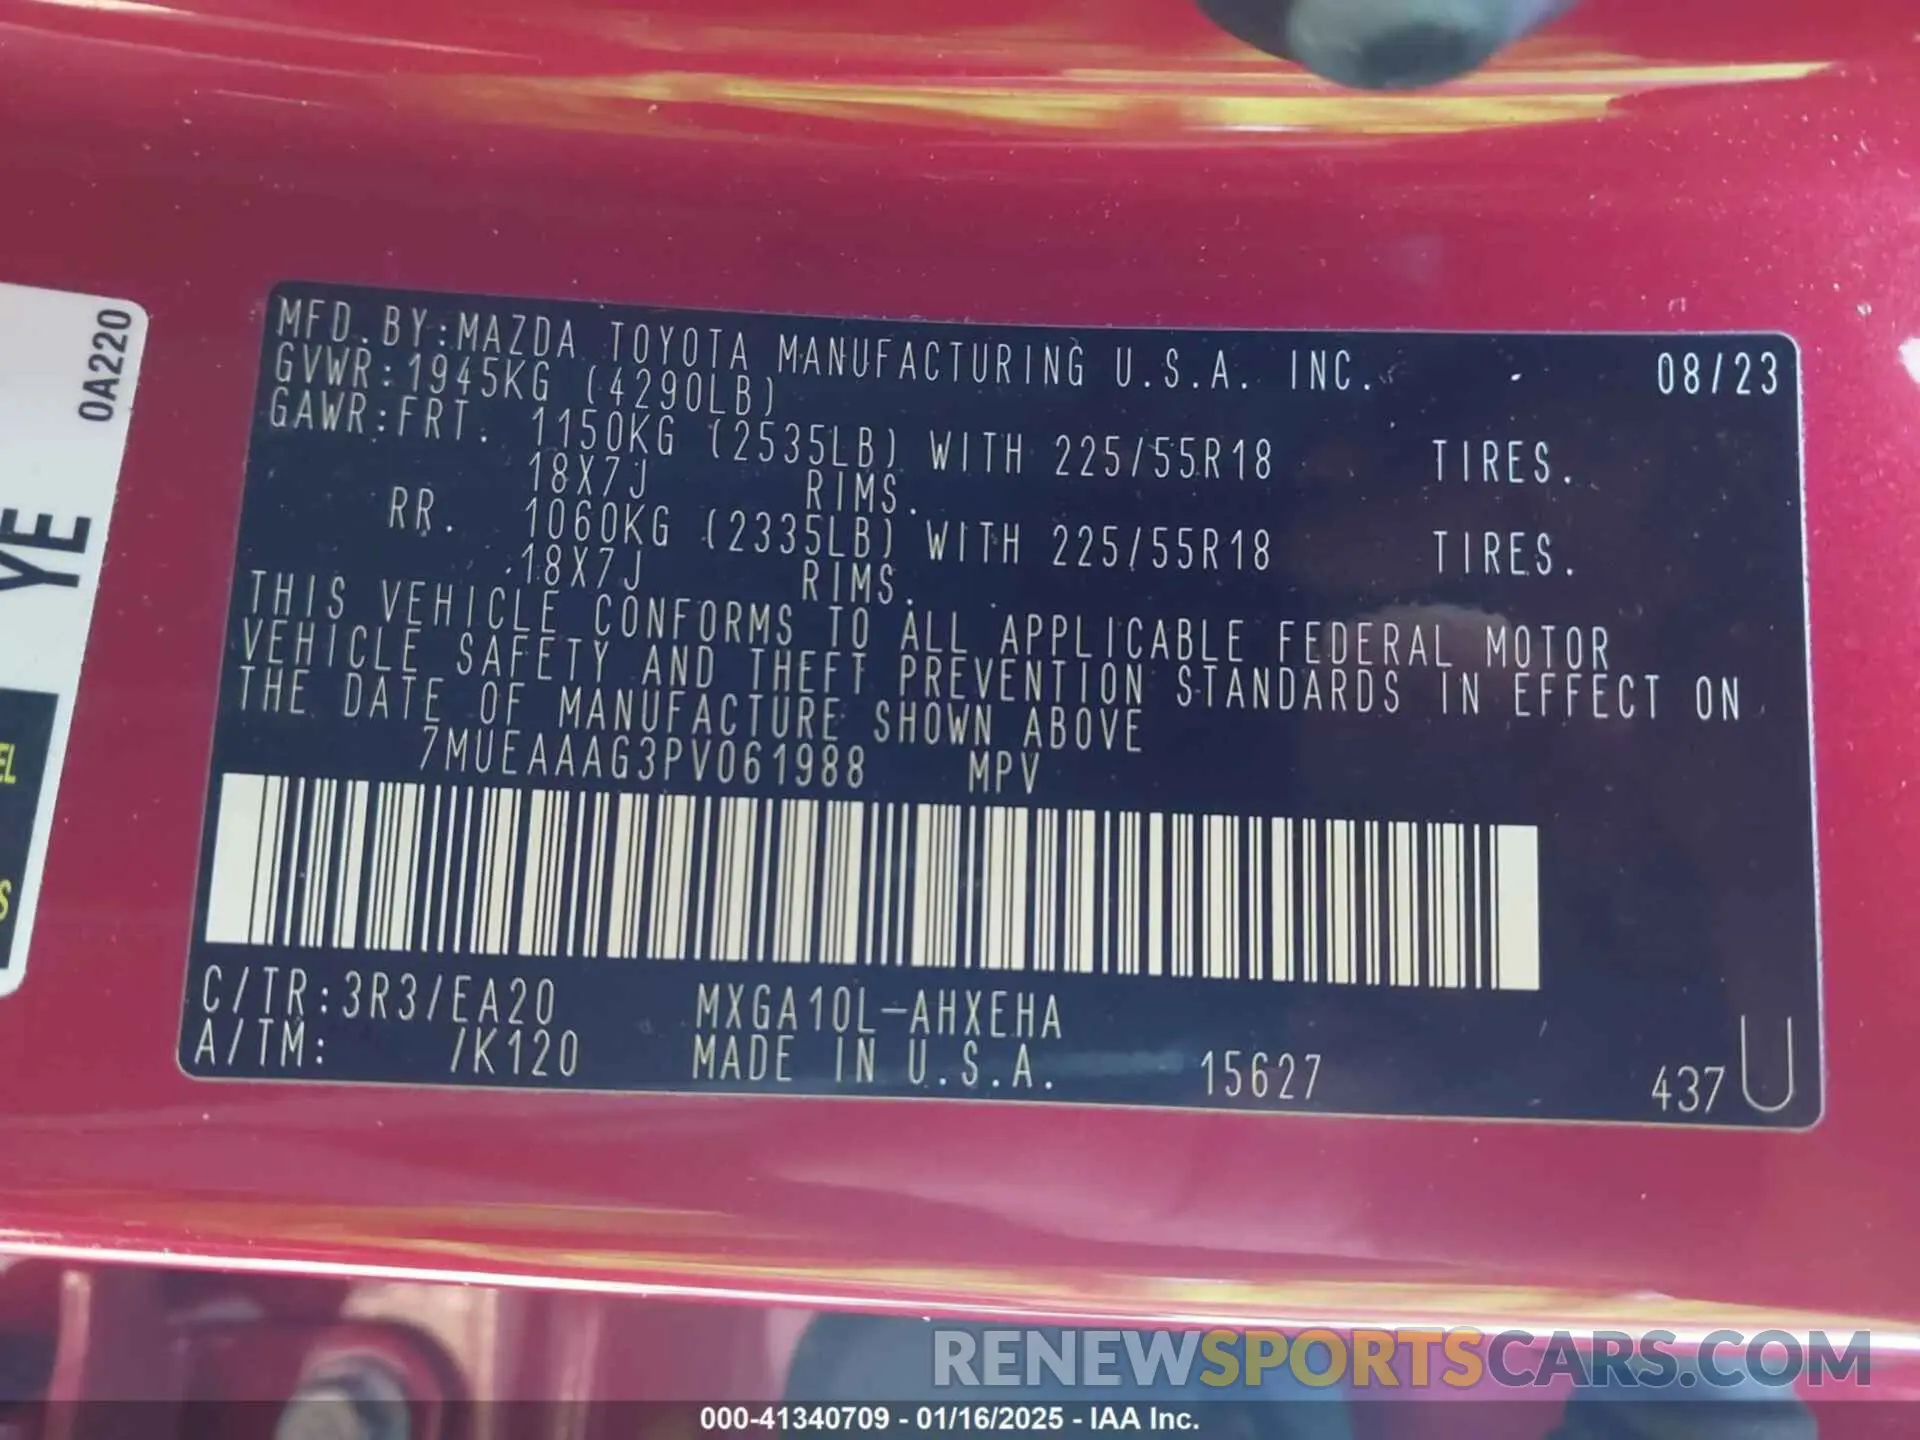 MFD.BY:MAZDA TOYOTA MANUFACTURING U.S.A. INC. 08/23
GVWR:1945KG (4290LB)
GAWR:FRT. 1150KG (2535LB) WITH 225/55R18 TIRES.
18X7J RIMS.
RR. 1060KG (2335LB) WITH 225/55R18 TIRES.
18X7J RIMS.
THIS VEHICLE CONFORMS TO ALL APPLICABLE FEDERAL MOTOR
VEHICLE SAFETY AND THEFT PREVENTION STANDARDS IN EFFECT ON
THE DATE OF MANUFACTURE SHOWN ABOVE
7MUEAAAG3PV061988 MPV
C/TR:3R3/EA20 MXGA10L-AHXEHA
A/TM: /K120 MADE IN U.S.A. 15627 437U
0A220
YE
EL
S
RENEWSPORTSCARS.COM
000-41340709 - 01/16/2025 - IAA Inc.